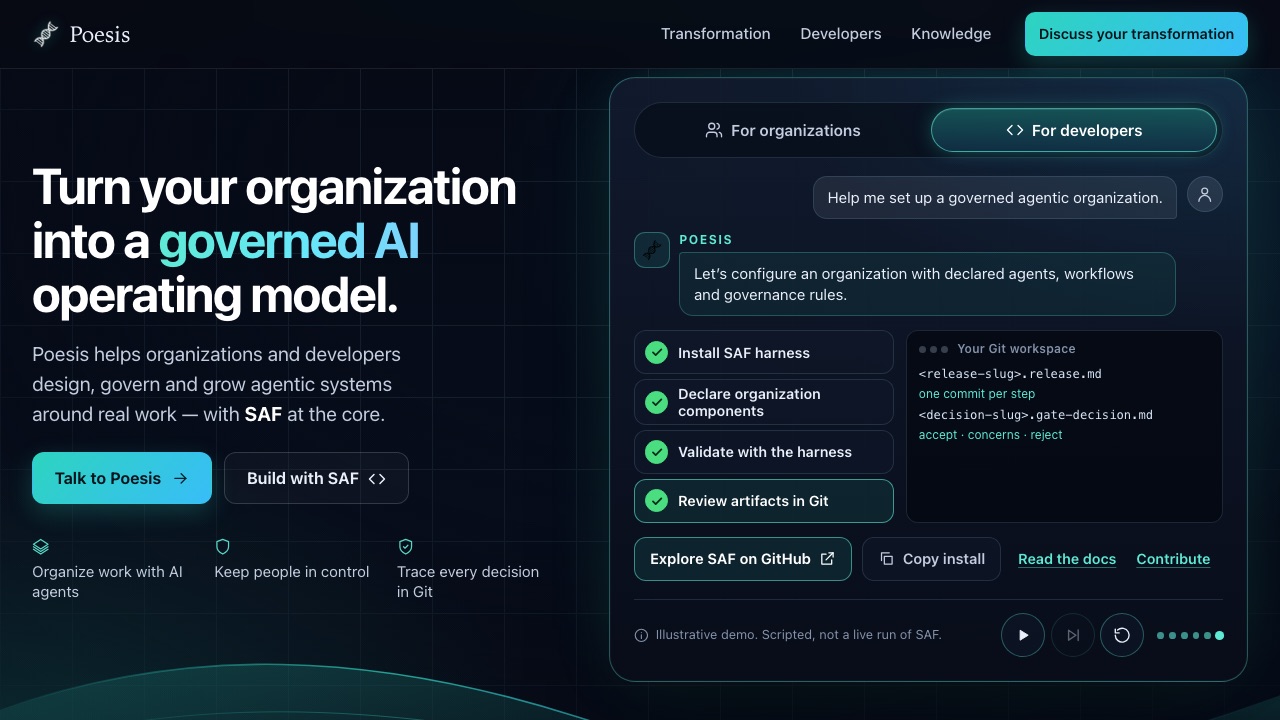 Poesis
Transformation
Developers
Knowledge
Discuss your transformation
Turn your organization
into a governed AI
operating model.
Poesis helps organizations and developers
design, govern and grow agentic systems
around real work — with SAF at the core.
Talk to Poesis
Build with SAF
Organize work with AI
agents
Keep people in control
Trace every decision
in Git
For organizations
For developers
Help me set up a governed agentic organization.
POESIS
Let’s configure an organization with declared agents, workflows
and governance rules.
Install SAF harness
Declare organization
components
Validate with the harness
Review artifacts in Git
Your Git workspace
<release-slug>.release.md
one commit per step
<decision-slug>.gate-decision.md
accept · concerns · reject
Explore SAF on GitHub
Copy install
Read the docs
Contribute
Illustrative demo. Scripted, not a live run of SAF.